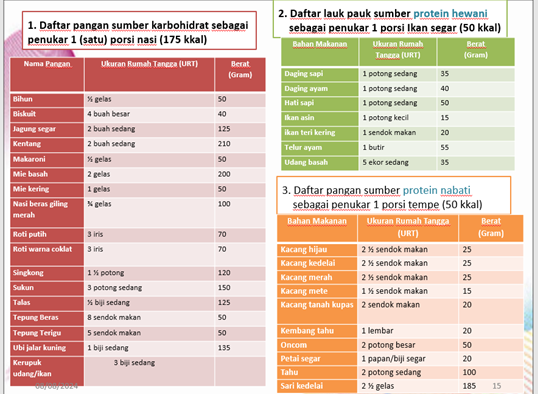 1. Daftar pangan sumber karbohidrat sebagai
penukar 1 (satu) porsi nasi (175 kkal)
Nama Pangan Ukuran Rumah Tangga (URT) Berat
(Gram)
Bihun ½ gelas 50
Biskuit 4 buah besar 40
Jagung segar 2 buah sedang 125
Kentang 2 buah sedang 210
Makaroni ½ gelas 50
Mie basah 2 gelas 200
Mie kering 1 gelas 50
Nasi beras giling ¾ gelas 100
merah
Roti putih 3 iris 70
Roti warna coklat 3 iris 70
Singkong 1 ½ potong 120
Sukun 3 potong sedang 150
Talas ½ biji sedang 125
Tepung Beras 8 sendok makan 50
Tepung Terigu 5 sendok makan 50
Ubi jalar kuning 1 biji sedang 135
Kerupuk 3 biji sedang
udang/ikan
08/08/2024
2. Daftar lauk pauk sumber protein hewani
sebagai penukar 1 porsi Ikan segar (50 kkal)
Bahan Makanan Ukuran Rumah Berat
Tangga (URT) (Gram)
Daging sapi 1 potong sedang 35
Daging ayam 1 potong sedang 40
Hati sapi 1 potong sedang 50
Ikan asin 1 potong kecil 15
Ikan teri kering 1 sendok makan 20
Telur ayam 1 butir 55
Udang basah 5 ekor sedang 35
3. Daftar pangan sumber protein nabati
sebagai penukar 1 porsi tempe (50 kkal)
Bahan Makanan Ukuran Rumah Tangga Berat
(URT) (Gram)
Kacang hijau 2 ½ sendok makan 25
Kacang kedelai 2 ½ sendok makan 25
Kacang merah 2 ½ sendok makan 25
Kacang mete 1 ½ sendok makan 15
Kacang tanah kupas 2 sendok makan 20
Kembang tahu 1 lembar 20
Oncom 2 potong besar 50
Petai segar 1 papan/biji segar 20
Tahu 2 potong sedang 100
Sari kedelai 2 ½ gelas 185
15